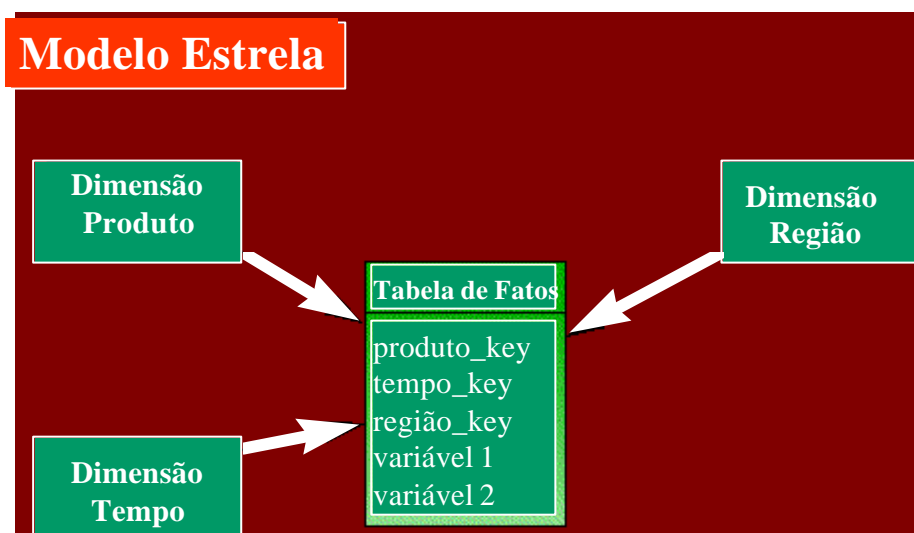 Modelo Estrela
Dimensão
Produto
Dimensão
Região
Tabela de Fatos
produto_key
tempo_key
região_key
variável 1
variável 2
Dimensão
Tempo